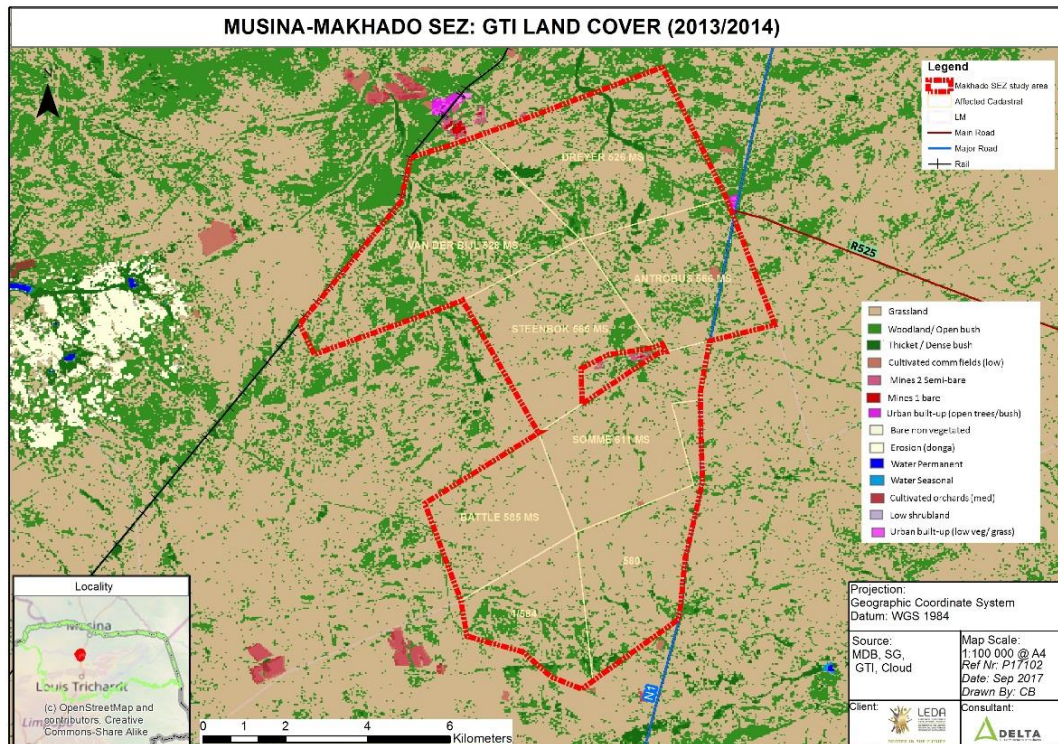 MUSINA-MAKHADO SEZ: GTI LAND COVER (2013/2014)
Legend
Makhado SEZ study area
Affected Cadastral
LM
Main Road
Major Road
Rail
DREYER 526 MS
VAN DER BIJL 528 MS
R525
ANTROBUS 566 MS
STEENBOK 565 MS
Grassland
Woodland/ Open bush
Thicket / Dense bush
Cultivated comm fields (low)
Mines 2 Semi-bare
Mines 1 bare
Urban built-up (open trees/bush)
Bare non vegetated
Erosion (donga)
Water Permanent
Water Seasonal
Cultivated orchards (med)
Low shrubland
Urban built-up (low veg/ grass)
SOMME 611 MS
BATTLE 585 MS
580
1/584
Locality
Musina
Louis Trichardt
Limpopo
(c) OpenStreetMap and
contributors, Creative
Commons-Share Alike
0 2 4 6
Kilometers
N1
Projection:
Geographic Coordinate System
Datum: WGS 1984
Source:
MDB, SG,
GTI, Cloud
Map Scale:
1:100 000 @ A4
Ref Nr: P17102
Date: Sep 2017
Drawn By: CB
Client:
LEDA
Consultant:
DELTA